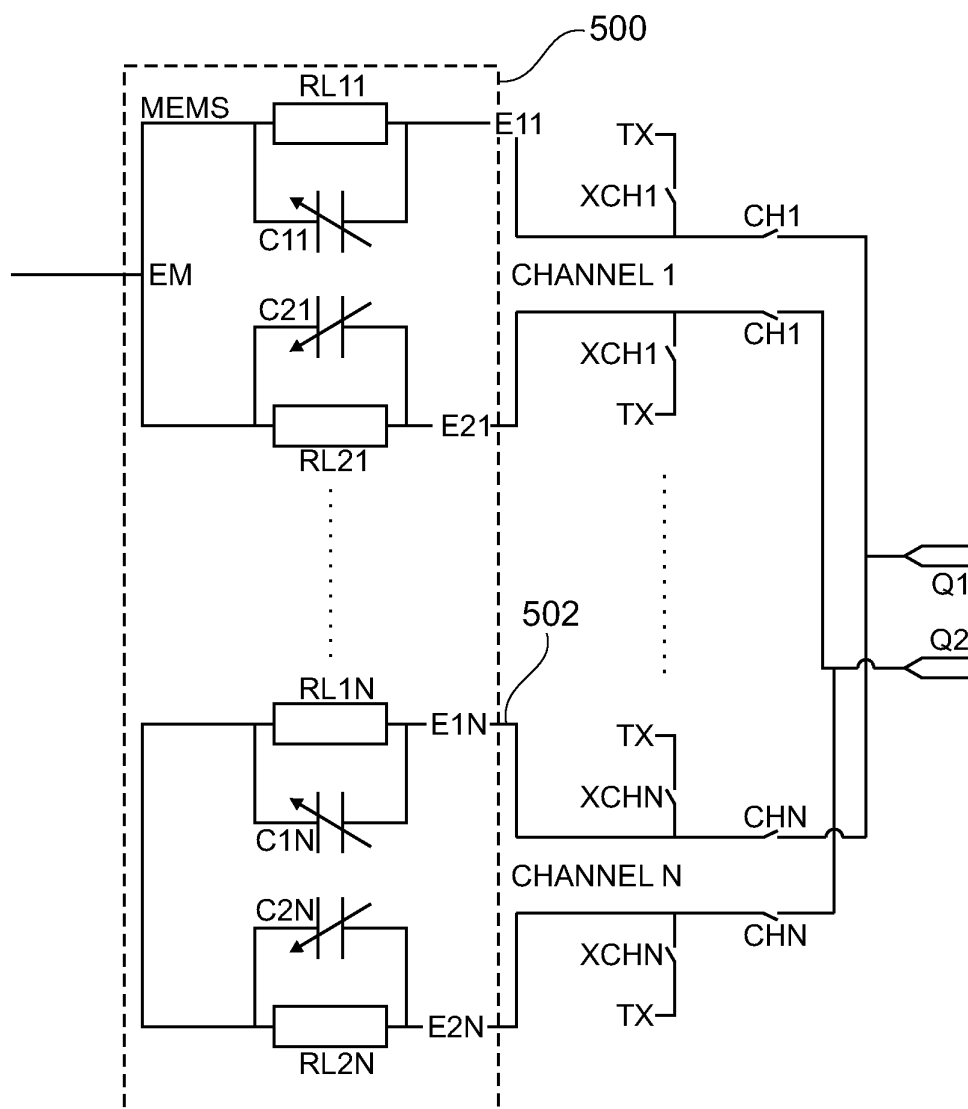 500
RL11
MEMS
E11
TX
XCH1
CH1
C11
EM
CHANNEL 1
C21
CH1
XCH1
TX
E21
RL21
Q1
502
Q2
RL1N
E1N
TX
XCHN
CHN
C1N
CHANNEL N
C2N
CHN
XCHN
TX
E2N
RL2N